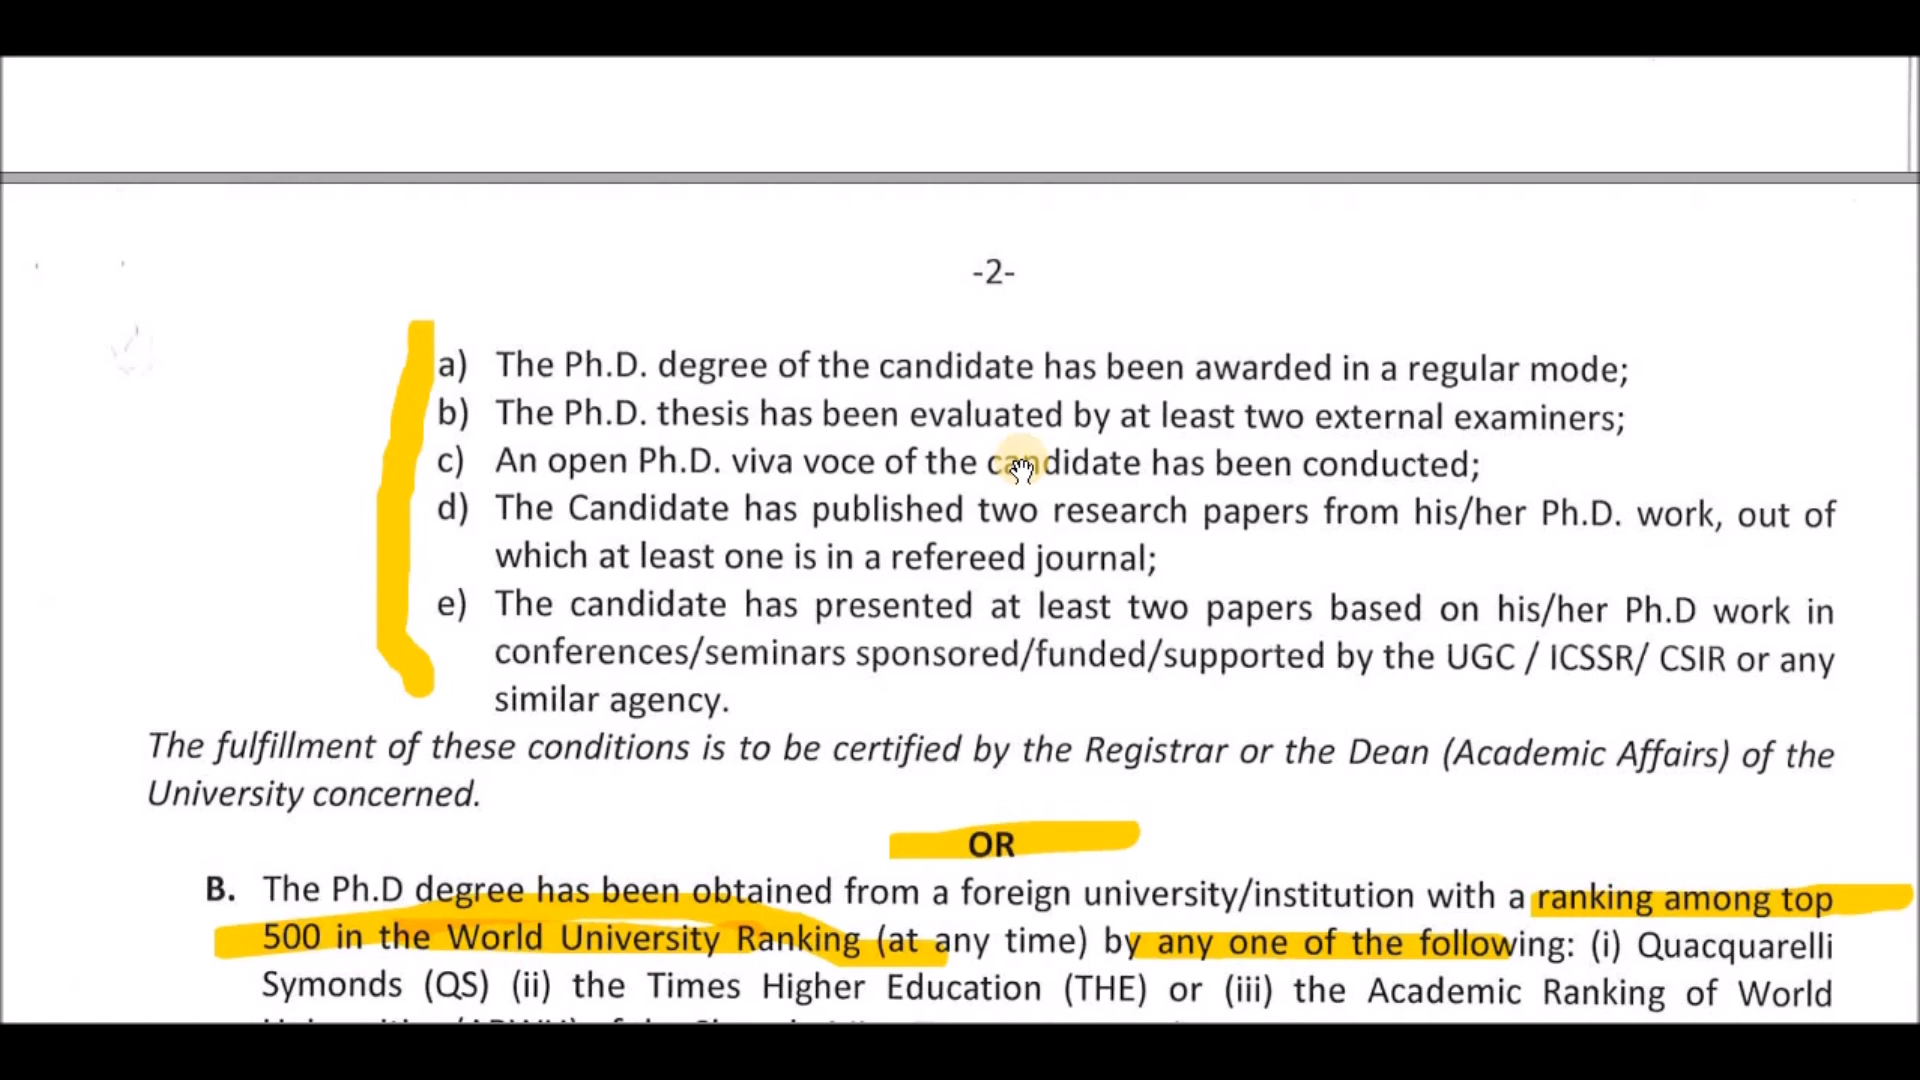 -2-
a) The Ph.D. degree of the candidate has been awarded in a regular mode;
b) The Ph.D. thesis has been evaluated by at least two external examiners;
c) An open Ph.D. viva voce of the candidate has been conducted;
d) The Candidate has published two research papers from his/her Ph.D. work, out of
which at least one is in a refereed journal;
e) The candidate has presented at least two papers based on his/her Ph.D work in
conferences/seminars sponsored/funded/supported by the UGC / ICSSR/ CSIR or any
similar agency.
The fulfillment of these conditions is to be certified by the Registrar or the Dean (Academic Affairs) of the
University concerned.
OR
B. The Ph.D degree has been obtained from a foreign university/institution with a ranking among top
500 in the World University Ranking (at any time) by any one of the following: (i) Quacquarelli
Symonds (QS) (ii) the Times Higher Education (THE) or (iii) the Academic Ranking of World